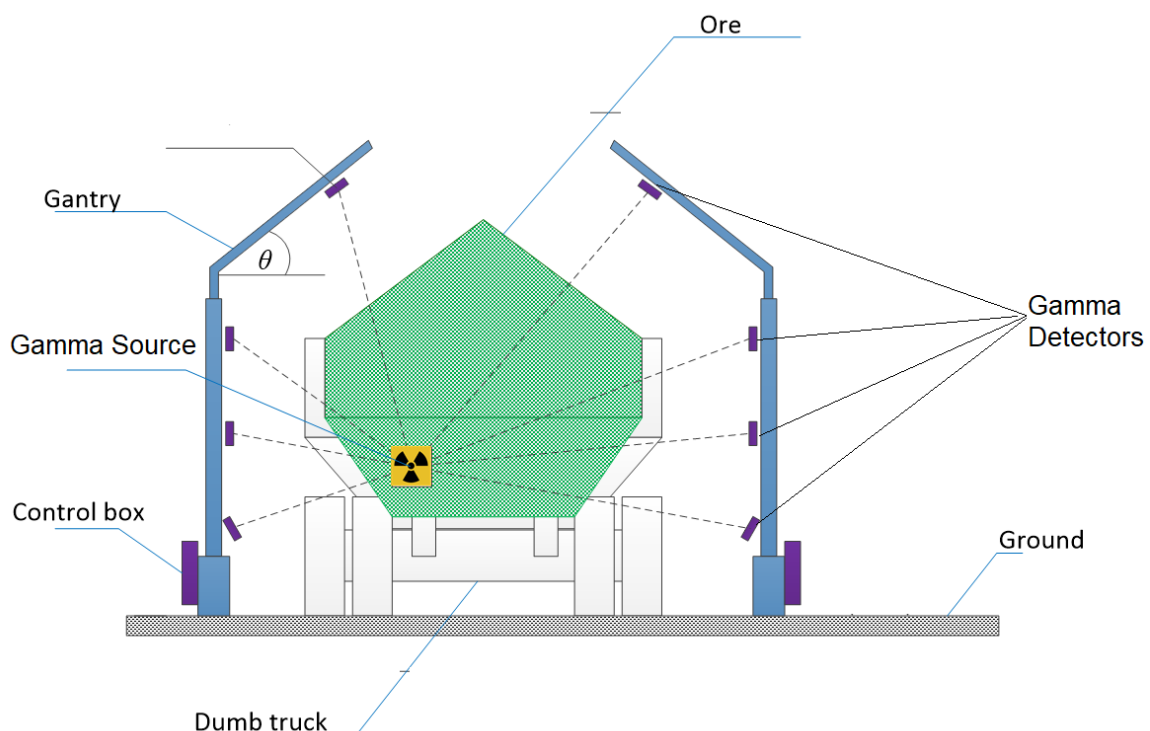 Ore
Gantry
θ
Gamma Source
Gamma
Detectors
Control box
Ground
Dumb truck